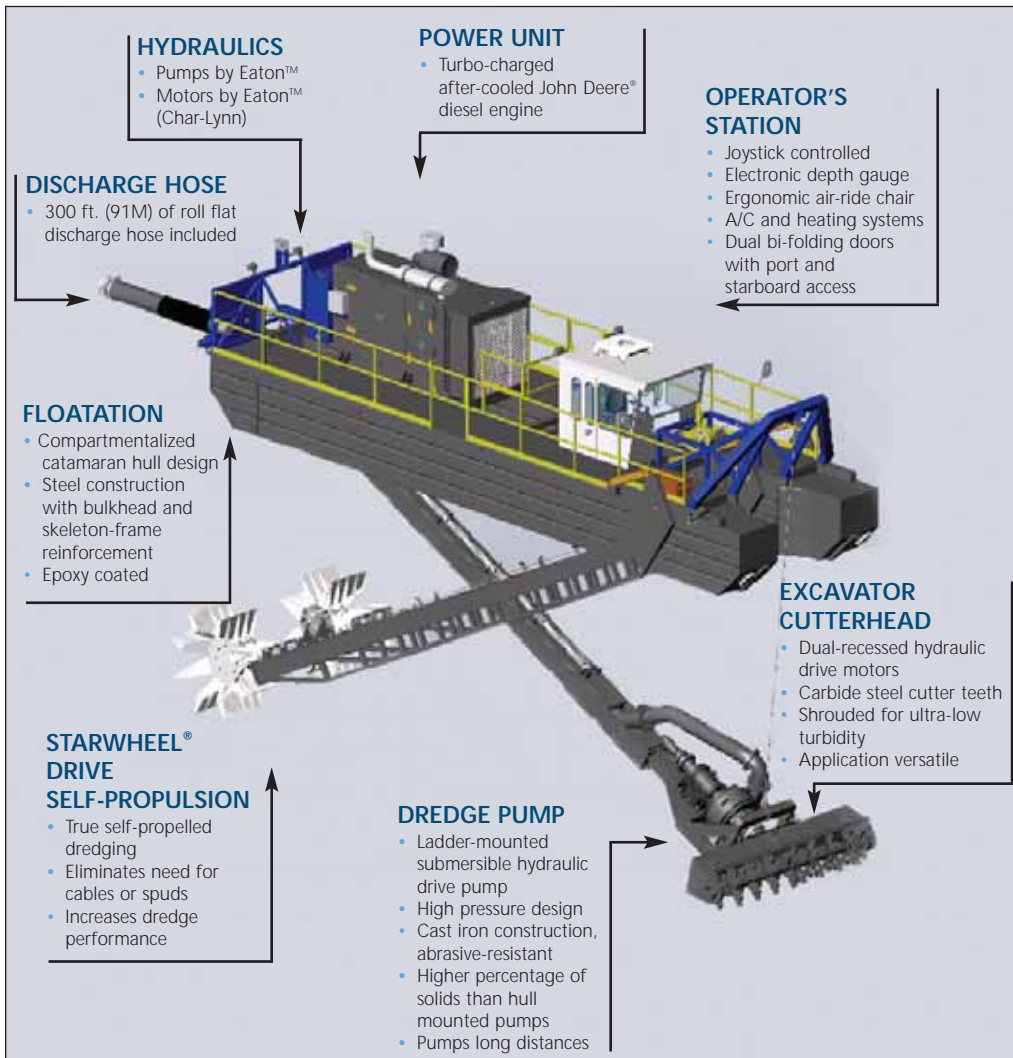 HYDRAULICS
• Pumps by Eaton™
• Motors by Eaton™
(Char-Lynn)
POWER UNIT
• Turbo-charged
after-cooled John Deere®
diesel engine
OPERATOR'S
STATION
• Joystick controlled
• Electronic depth gauge
• Ergonomic air-ride chair
• A/C and heating systems
• Dual bi-folding doors
with port and
starboard access
DISCHARGE HOSE
• 300 ft. (91M) of roll flat
discharge hose included
FLOATATION
• Compartmentalized
catamaran hull design
• Steel construction
with bulkhead and
skeleton-frame
reinforcement
• Epoxy coated
EXCAVATOR
CUTTERHEAD
• Dual-recessed hydraulic
drive motors
• Carbide steel cutter teeth
• Shrouded for ultra-low
turbidity
• Application versatile
STARWHEEL®
DRIVE
SELF-PROPULSION
• True self-propelled
dredging
• Eliminates need for
cables or spuds
• Increases dredge
performance
DREDGE PUMP
• Ladder-mounted
submersible hydraulic
drive pump
• High pressure design
• Cast iron construction,
abrasive-resistant
• Higher percentage of
solids than hull
mounted pumps
• Pumps long distances